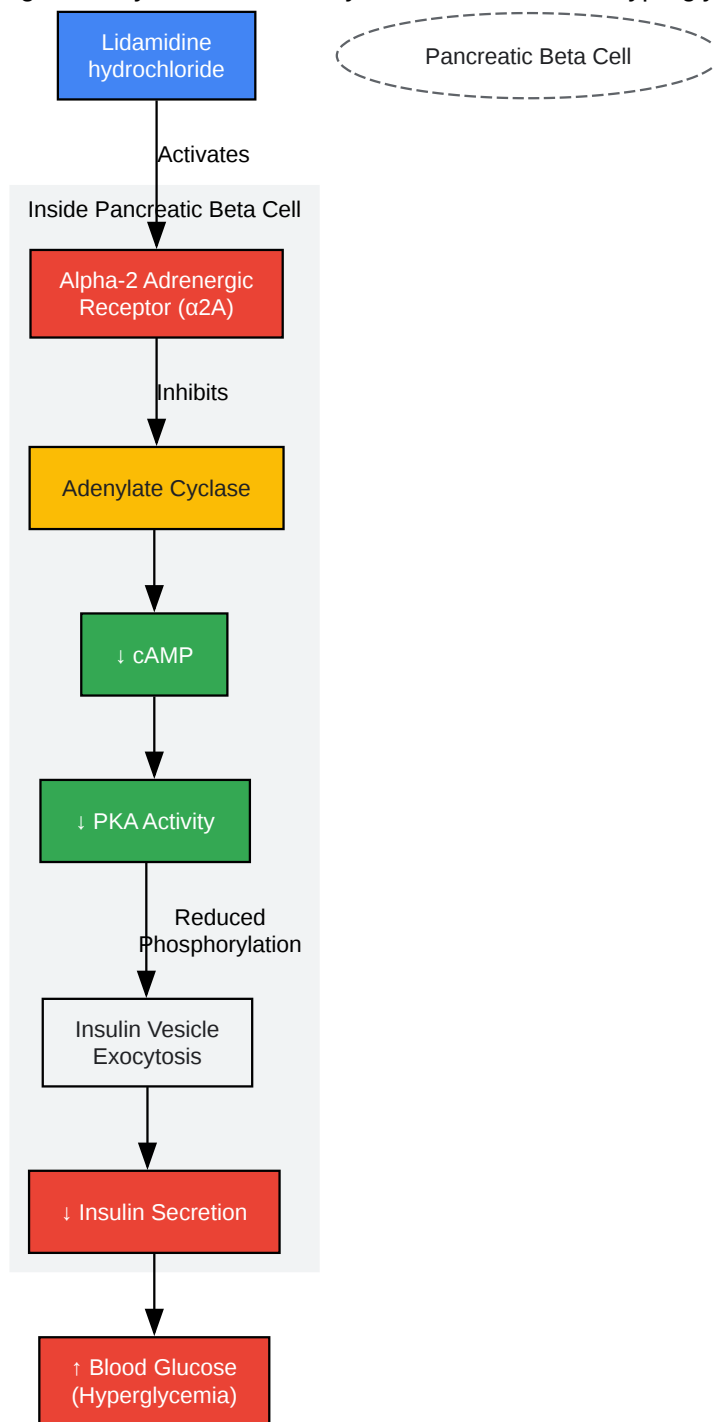 Lidamidine
hydrochloride
Pancreatic Beta Cell
Activates
Inside Pancreatic Beta Cell
Alpha-2 Adrenergic
Receptor (α2A)
Inhibits
Adenylate Cyclase
↓ cAMP
↓ PKA Activity
Reduced
Phosphorylation
Insulin Vesicle
Exocytosis
↓ Insulin Secretion
↑ Blood Glucose
(Hyperglycemia)